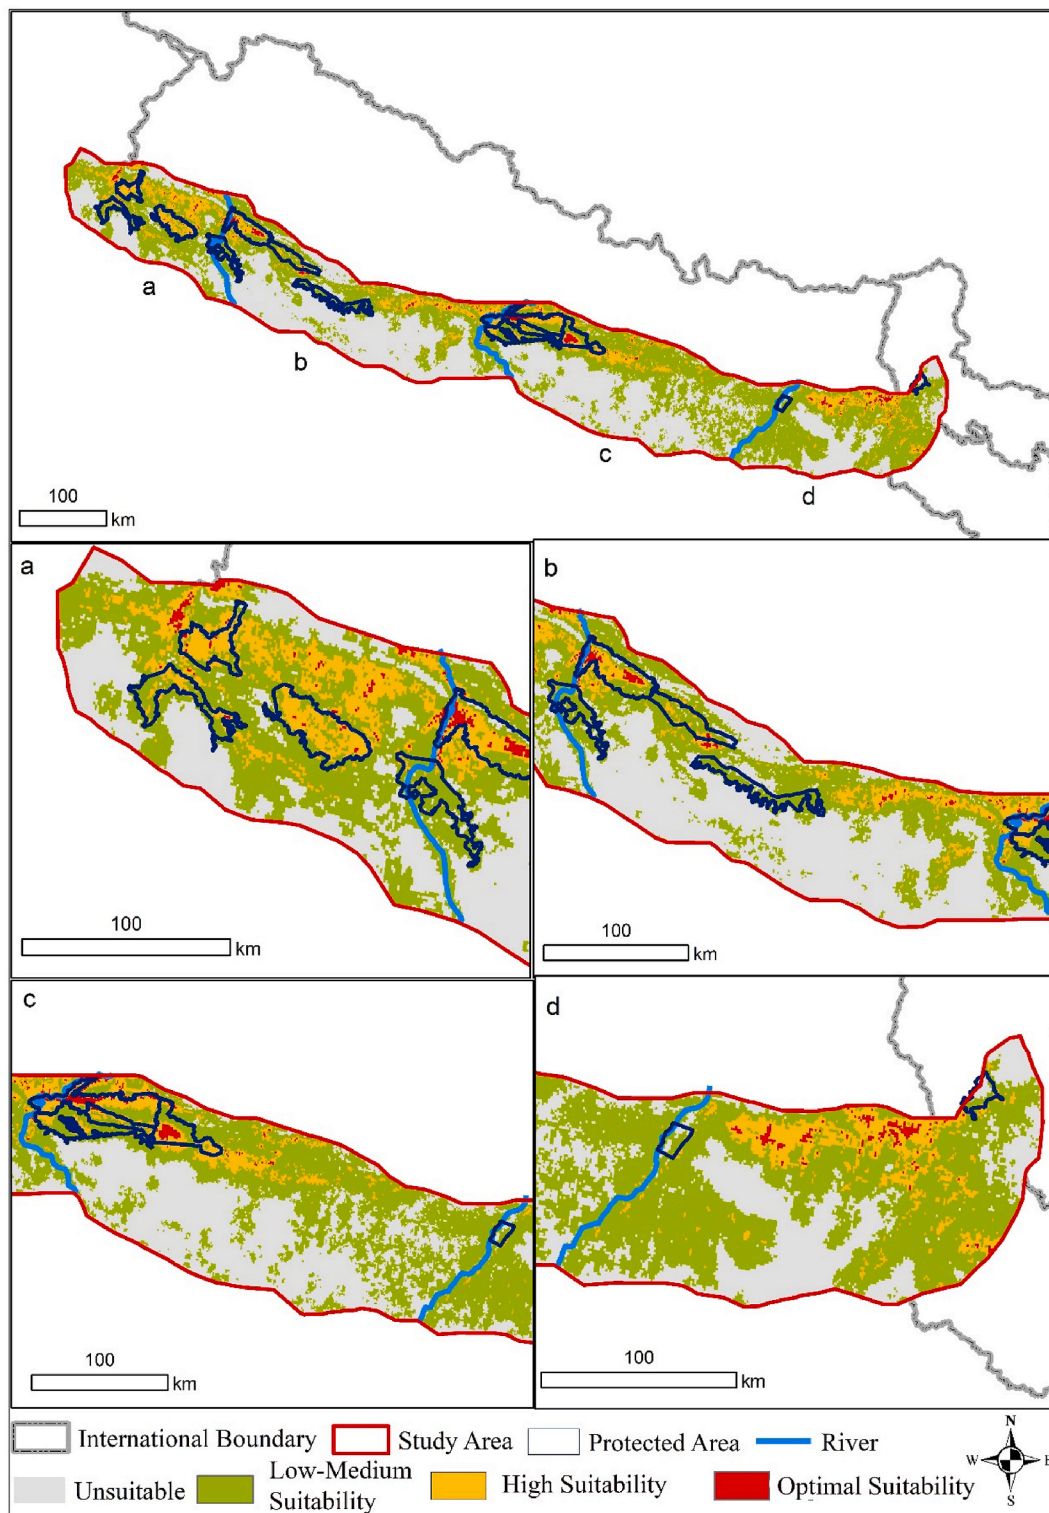 a
b
c
d
100
km
a
100
km
b
100
km
c
100
km
d
100
km
International Boundary
Study Area
Protected Area
River
N
W
E
S
Unsuitable
Low-Medium
Suitability
High Suitability
Optimal Suitability